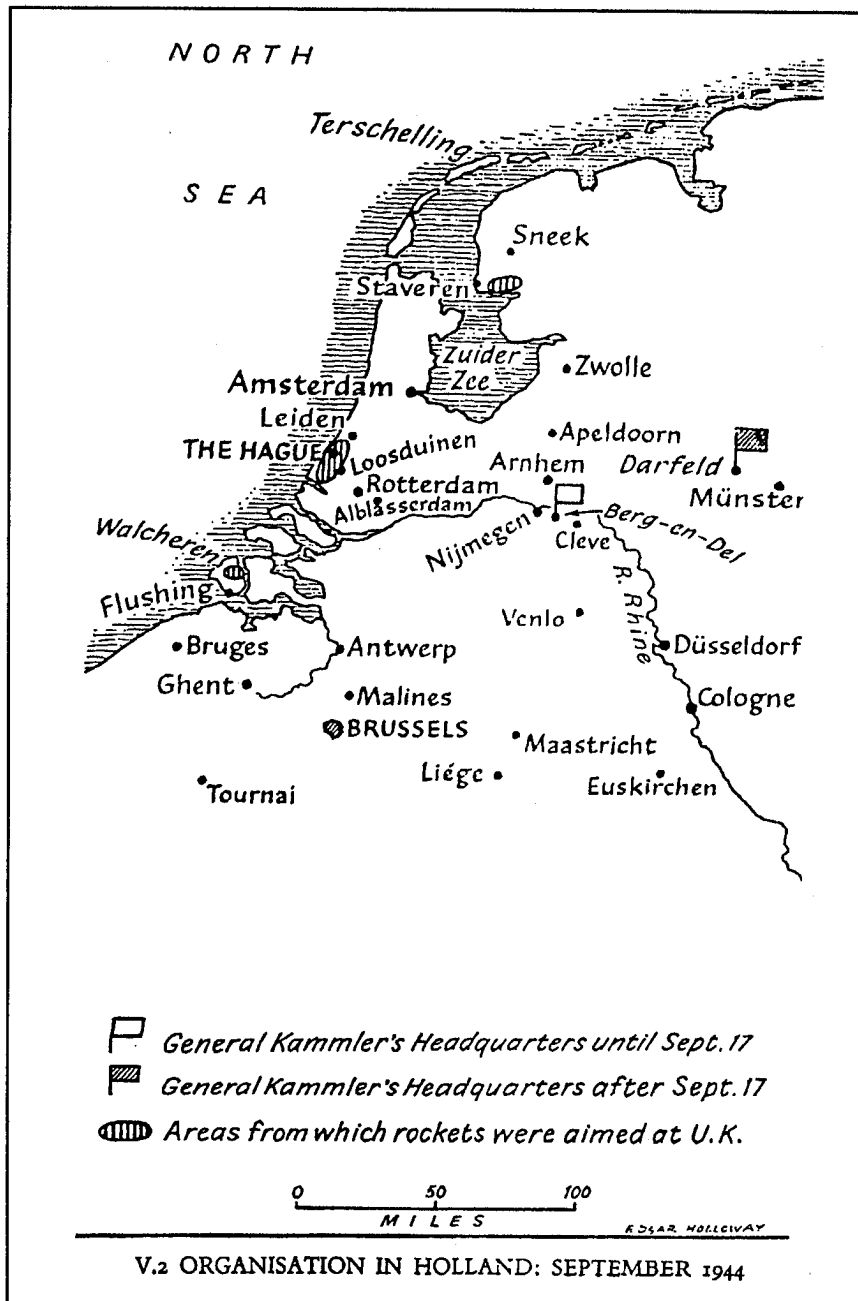 NORTH
SEA
Terschelling
Sneek
Staveren
Zuider
Zee
Zwolle
Amsterdam
Leiden
Apeldoorn
THE HAGUE
Loosduinen
Arnhem
Darfeld
Münster
Rotterdam
Alblasserdam
Nijmegen
Berg-en-Del
Cleve
Walcheren
Flushing
R. Rhine
Venlo
Bruges
Antwerp
Düsseldorf
Ghent
Malines
Cologne
BRUSSELS
Maastricht
Liége
Euskirchen
Tournai
General Kammler's Headquarters until Sept. 17
General Kammler's Headquarters after Sept. 17
Areas from which rockets were aimed at U.K.
0 50 100
MILES
EDGAR HOLLOWAY
V.2 ORGANISATION IN HOLLAND: SEPTEMBER 1944